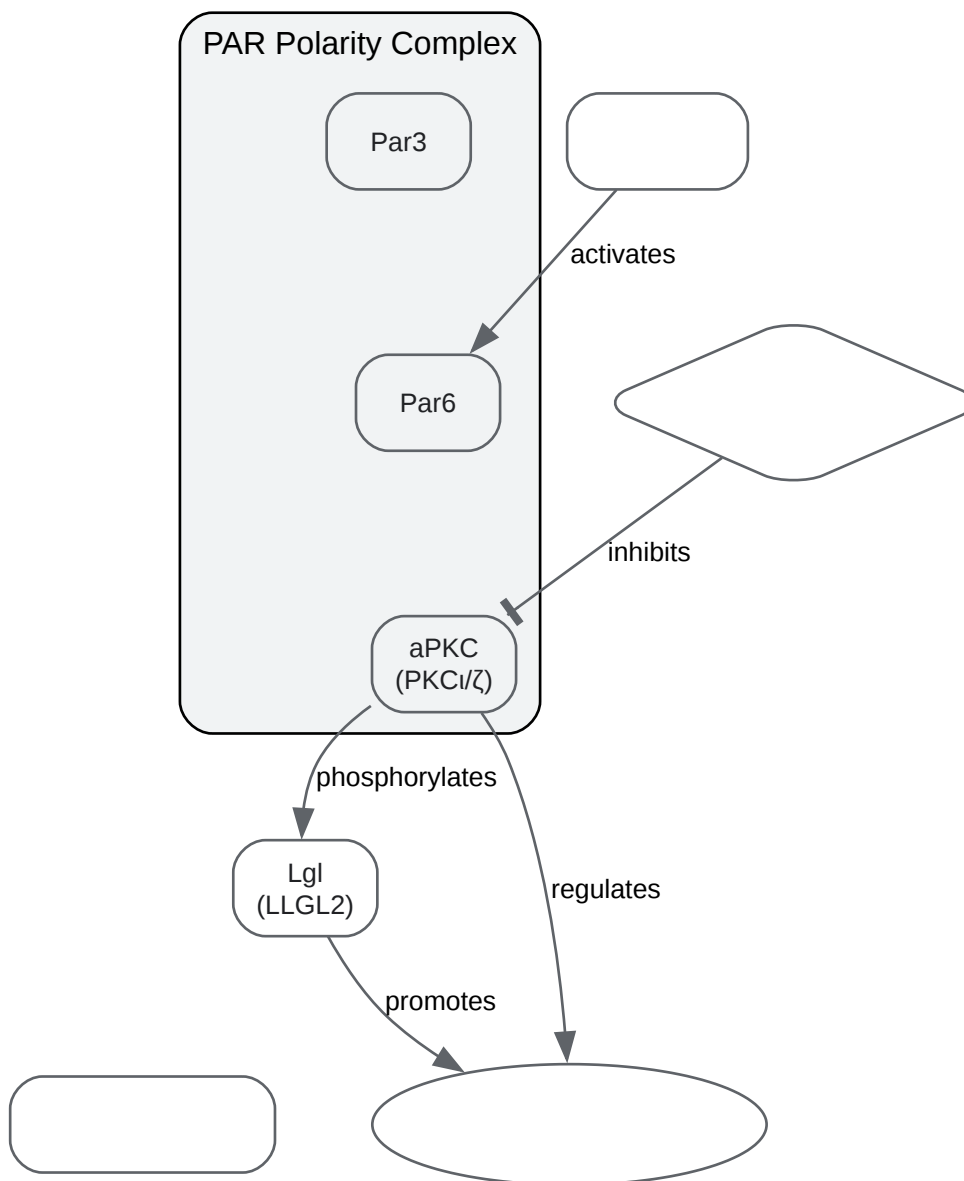 PAR Polarity Complex
Par3
activates
Par6
inhibits
aPKC
(PKCι/ζ)
phosphorylates
Lgl
(LLGL2)
regulates
promotes